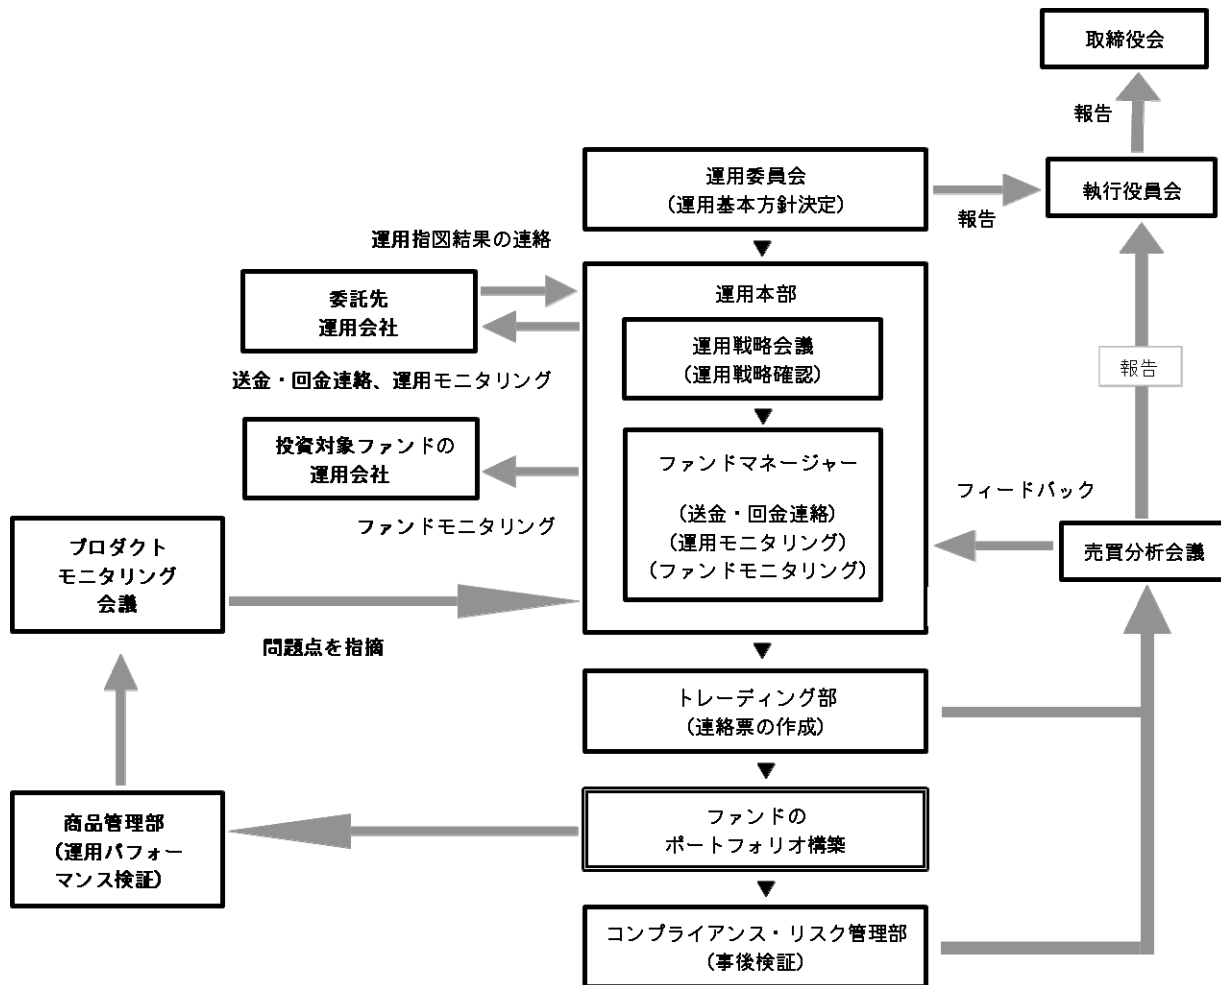 取締役会
報告
運用委員会
(運用基本方針決定)
執行役員会
報告
運用指図結果の連絡
委託先
運用会社
運用本部
運用戦略会議
(運用戦略確認)
送金・回金連絡、運用モニタリング
報告
投資対象ファンドの
運用会社
ファンドモニタリング
ファンドマネージャー
(送金・回金連絡)
(運用モニタリング)
(ファンドモニタリング)
フィードバック
売買分析会議
プロダクト
モニタリング
会議
問題点を指摘
トレーディング部
(連絡票の作成)
商品管理部
(運用パフォー
マンス検証)
ファンドの
ポートフォリオ構築
コンプライアンス・リスク管理部
(事後検証)